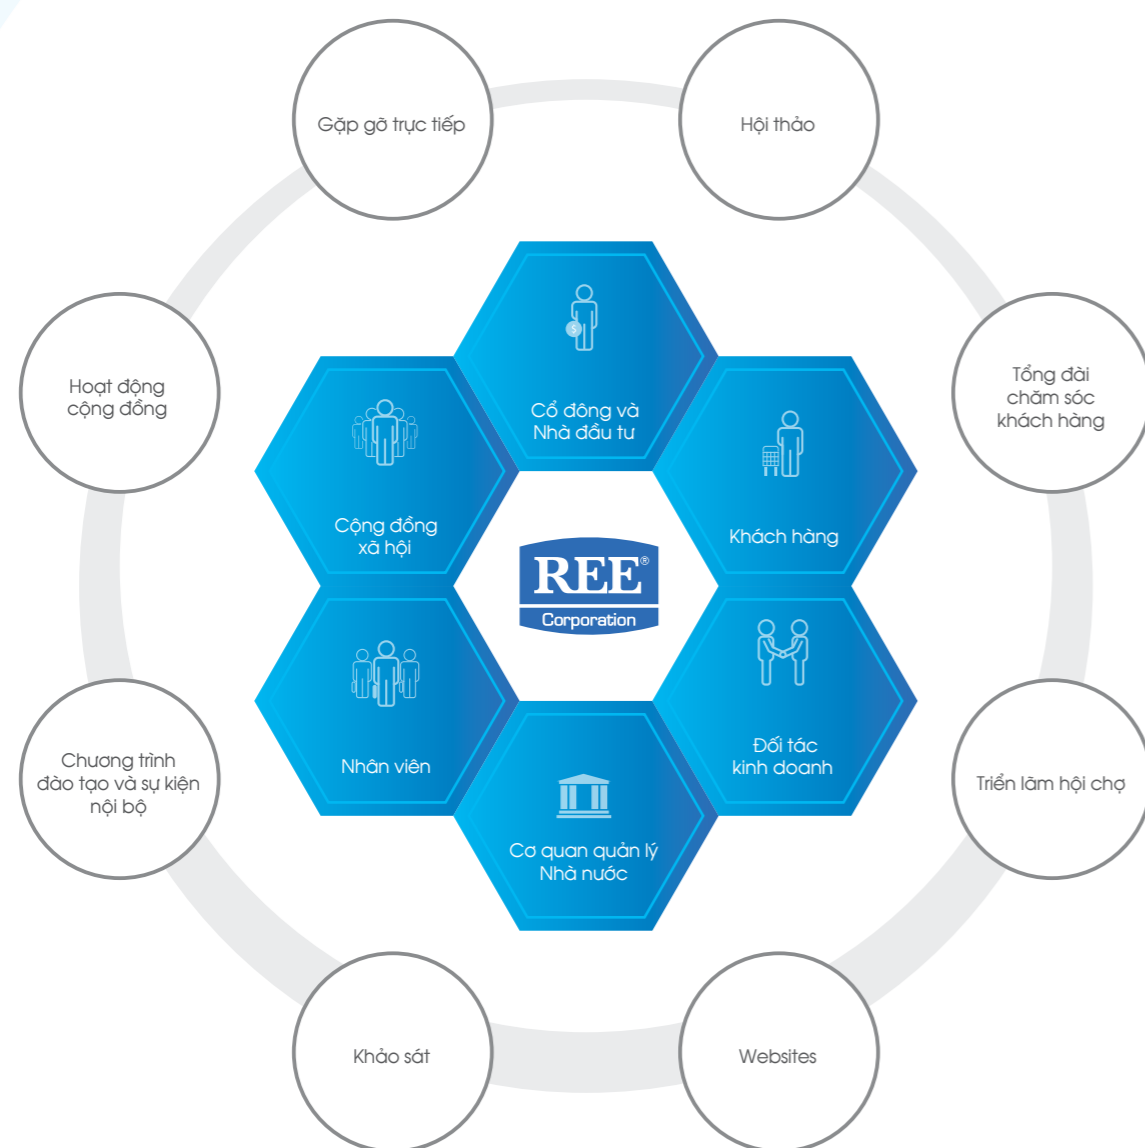 Gặp gỡ trực tiếp
Hội thảo
Hoạt động
cộng đồng
Tổng đài
chăm sóc
khách hàng
Cổ đông và
Nhà đầu tư
Cộng đồng
xã hội
Khách hàng
REE®
Corporation
Nhân viên
Đối tác
kinh doanh
Chương trình
đào tạo và sự kiện
nội bộ
Triển lãm hội chợ
Cơ quan quản lý
Nhà nước
Khảo sát
Websites
$